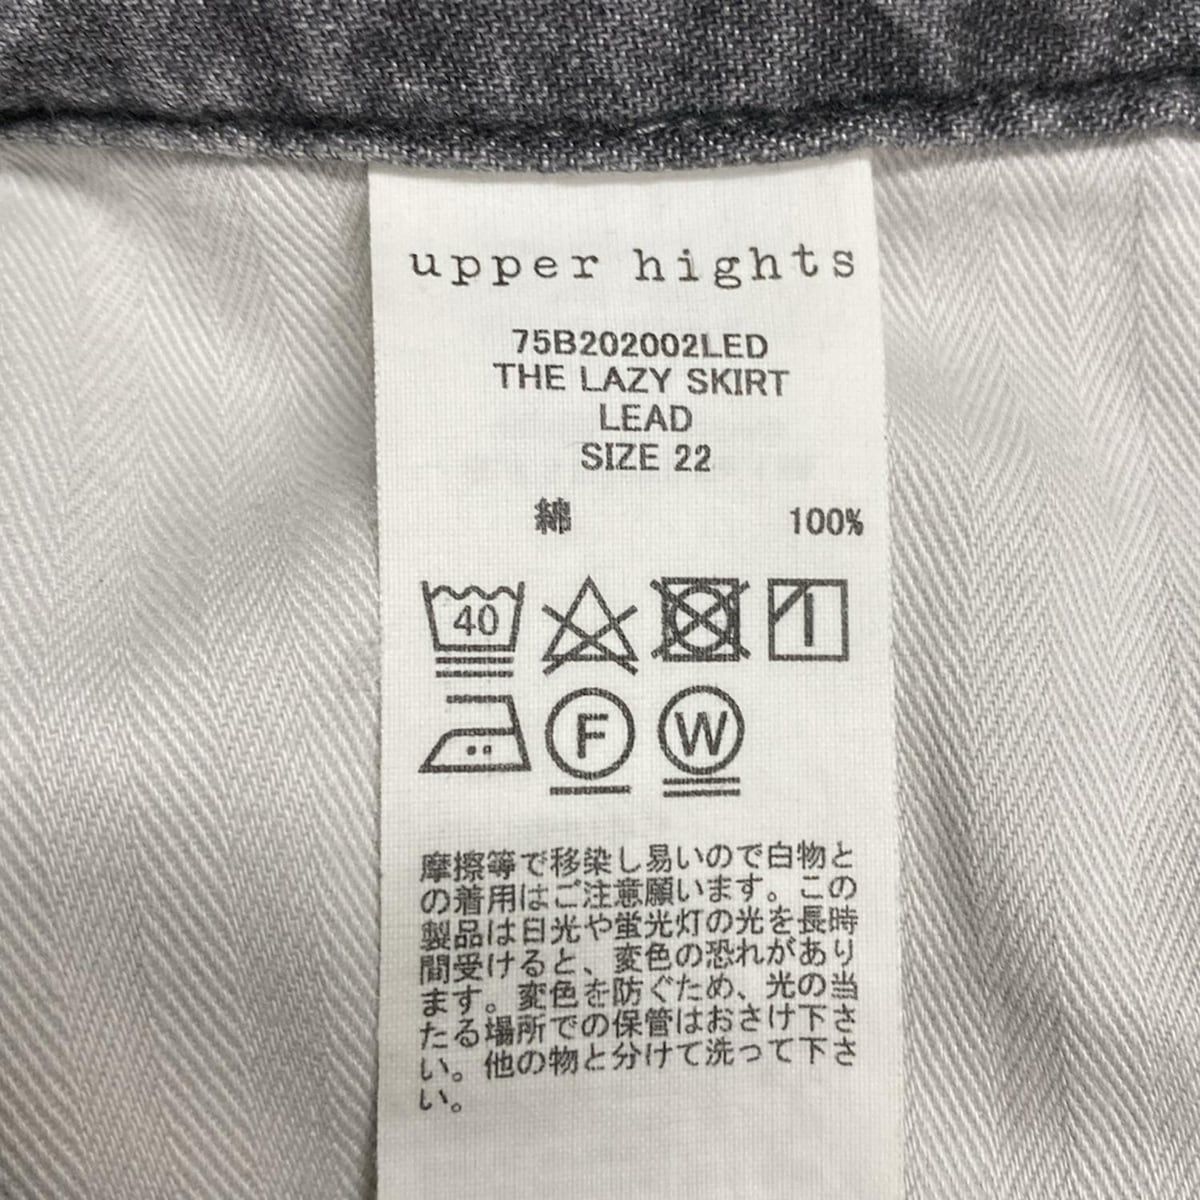 upper hights
75B202002LED
THE LAZY SKIRT
LEAD
SIZE 22
綿 100%
40
F W
摩擦等で移染し易いので白物と
の着用はご注意願います。この
製品は日光や蛍光灯の光を長時
間受けると、変色の恐れがあり
ます。変色を防ぐため、光の当
たる場所での保管はおさけ下さ
い。他の物と分けて洗って下さ
い。